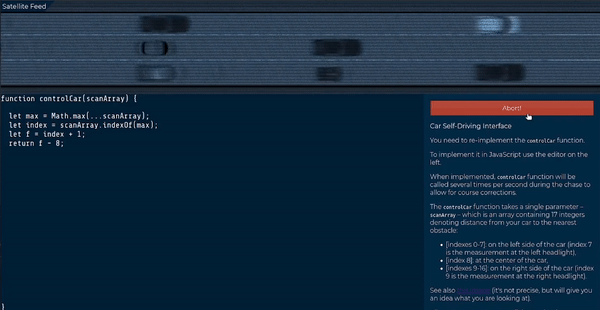 Satellite Feed
function controlCar(scanArray) {
let max = Math.max(...scanArray);
let index = scanArray.indexOf(max);
let f = index + 1;
return f - 8;
}
Abort!
Car Self-Driving Interface
You need to re-implement the controlCar function.
To implement it in JavaScript use the editor on the
left.
When implemented, controlCar function will be
called several times per second during the chase to
allow for course corrections.
The controlCar function takes a single parameter –
scanArray – which is an array containing 17 integers
denoting distance from your car to the nearest
obstacle:
• [indexes 0-7]: on the left side of the car (index 7
is the measurement at the left headlight),
• [index 8]: at the center of the car,
• [indexes 9-16]: on the right side of the car (index
9 is the measurement at the right headlight).
See also (it's not precise, but will give you
an idea what you are looking at).